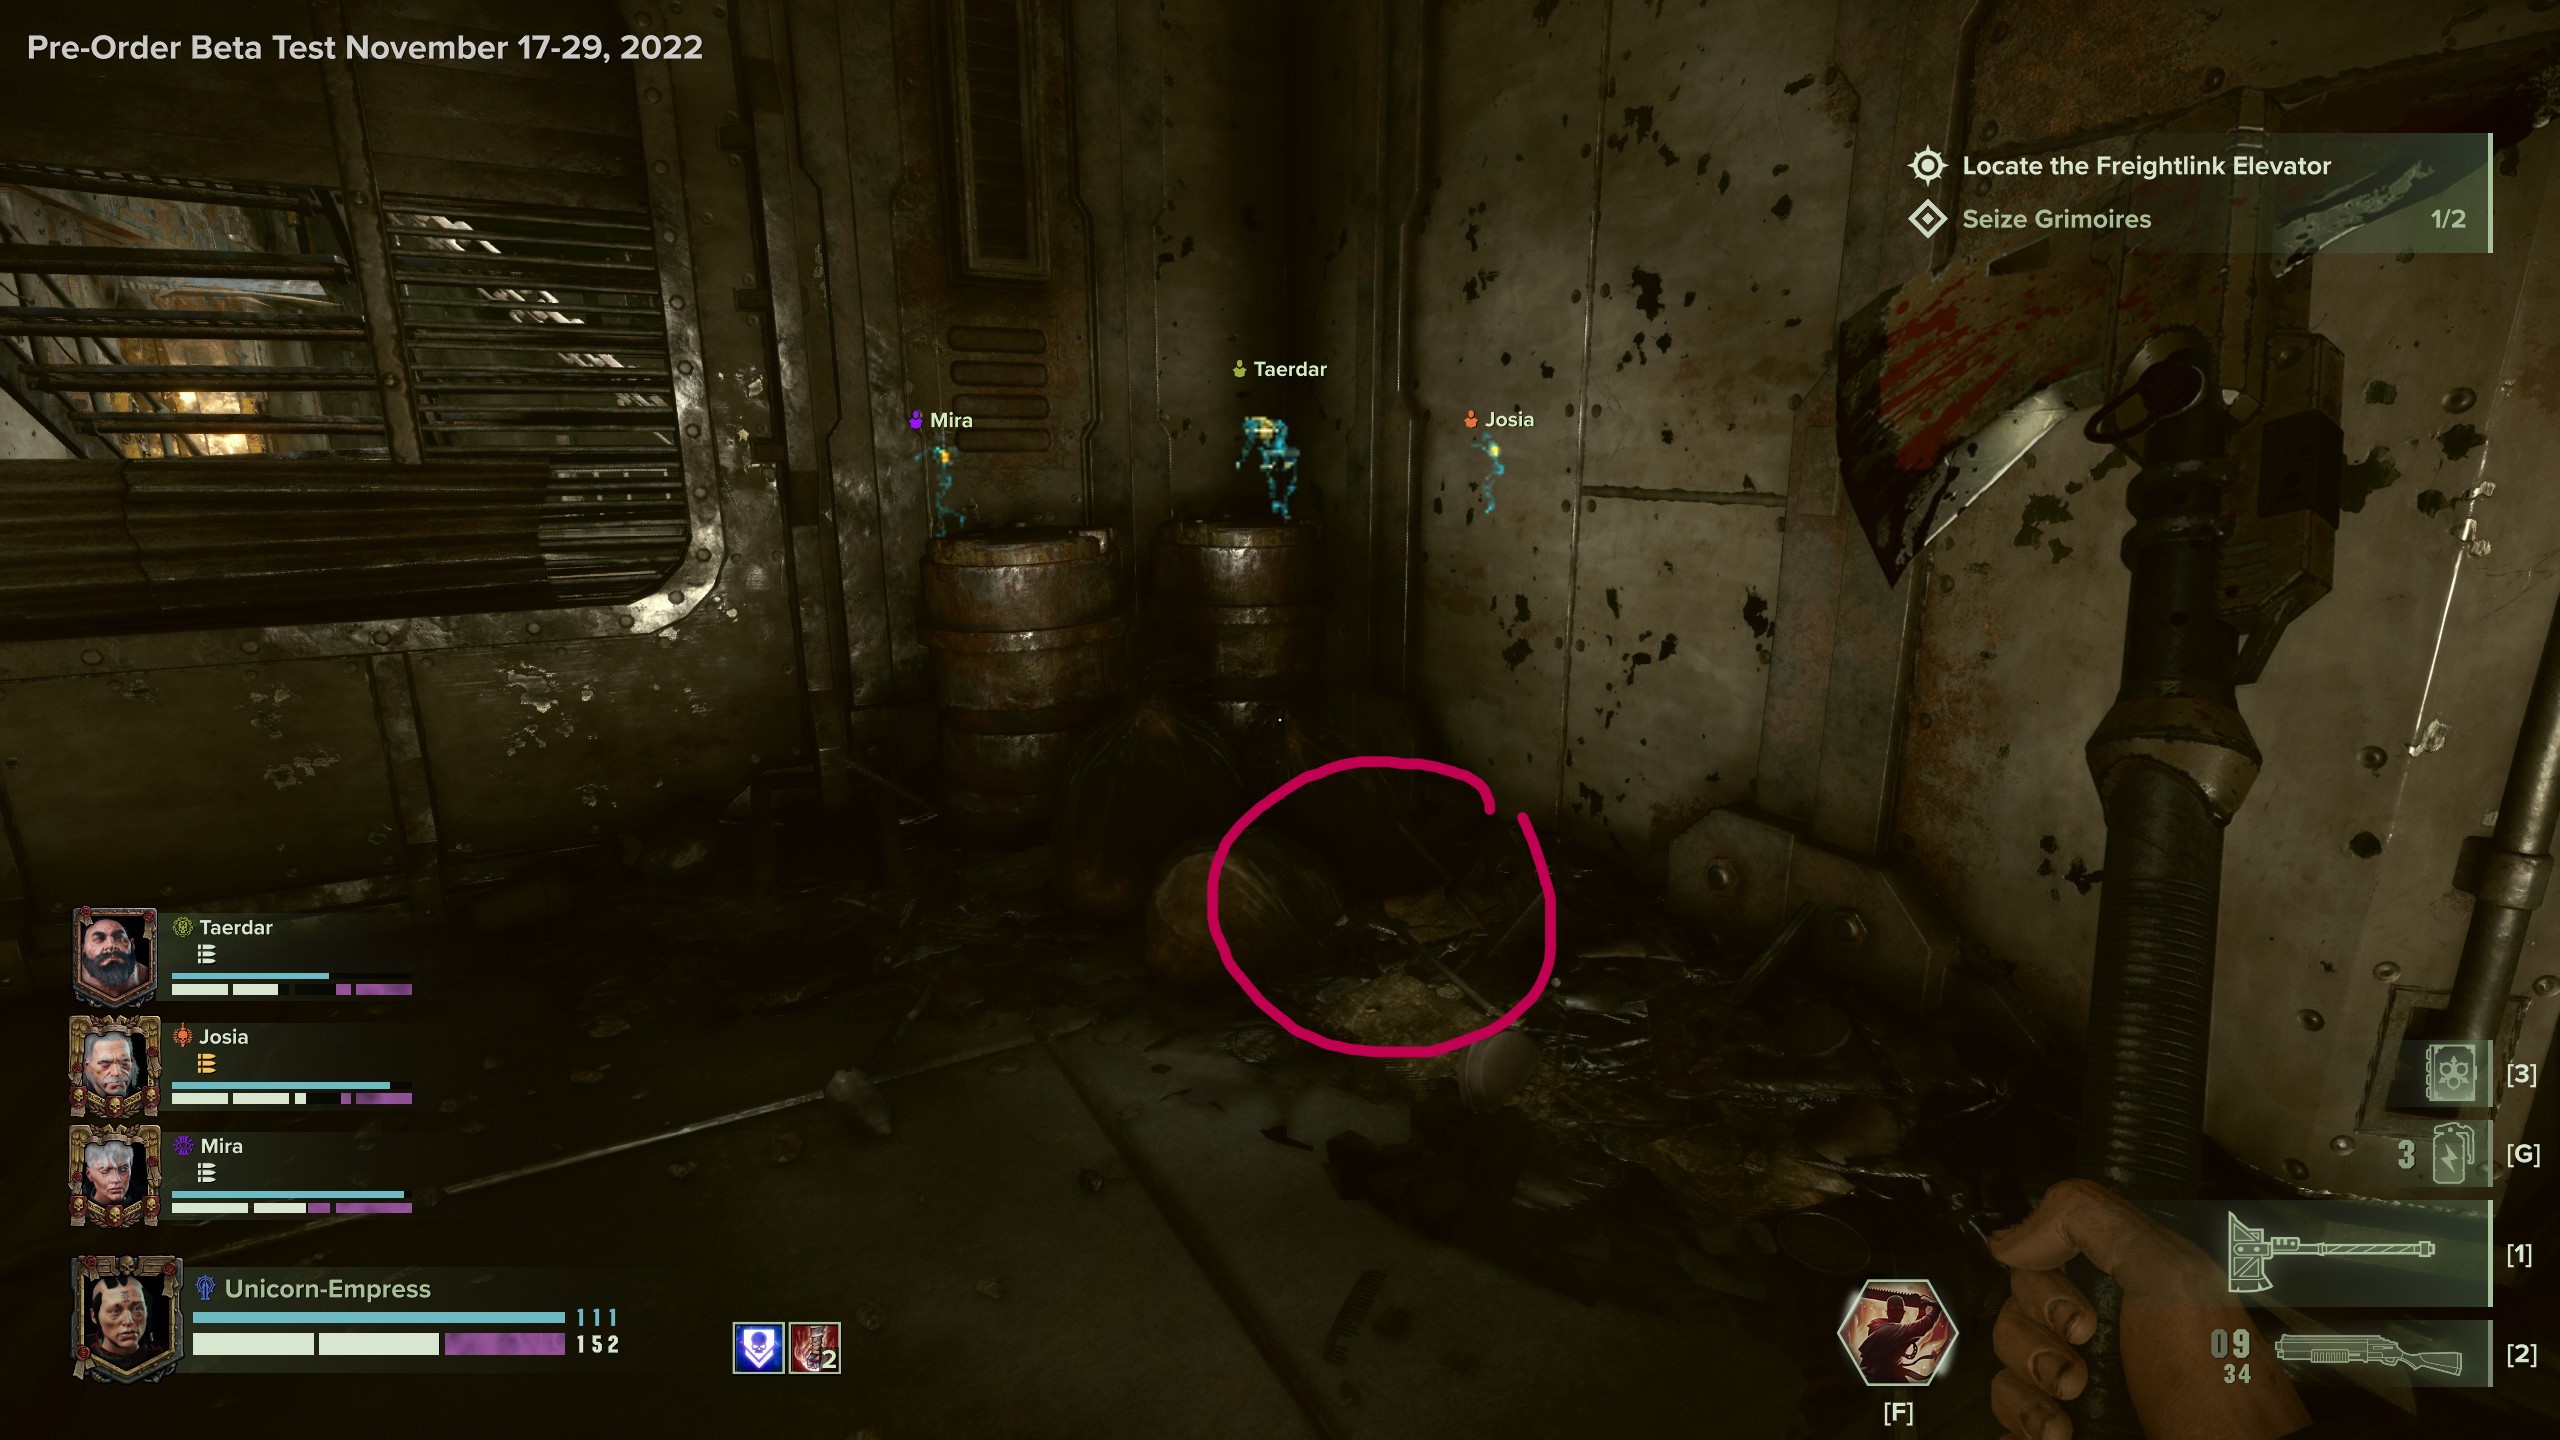 Pre-Order Beta Test November 17-29, 2022
Locate the Freightlink Elevator
Seize Grimoires 1/2
Taerdar
Mira
Josia
Taerdar
Josia
Mira
Unicorn-Empress
111
152
2
[3]
3 [G]
[1]
09
34
[2]
[F]